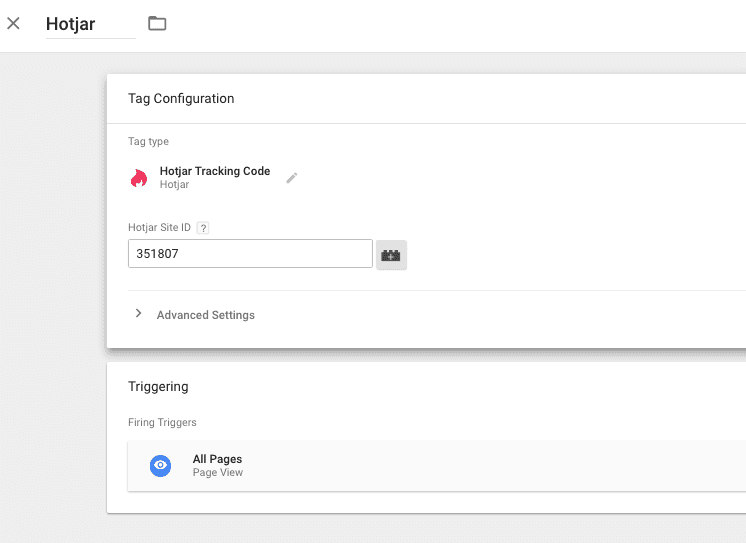 Hotjar
Tag Configuration
Tag type
Hotjar Tracking Code
Hotjar
Hotjar Site ID ?
351807
Advanced Settings
Triggering
Firing Triggers
All Pages
Page View